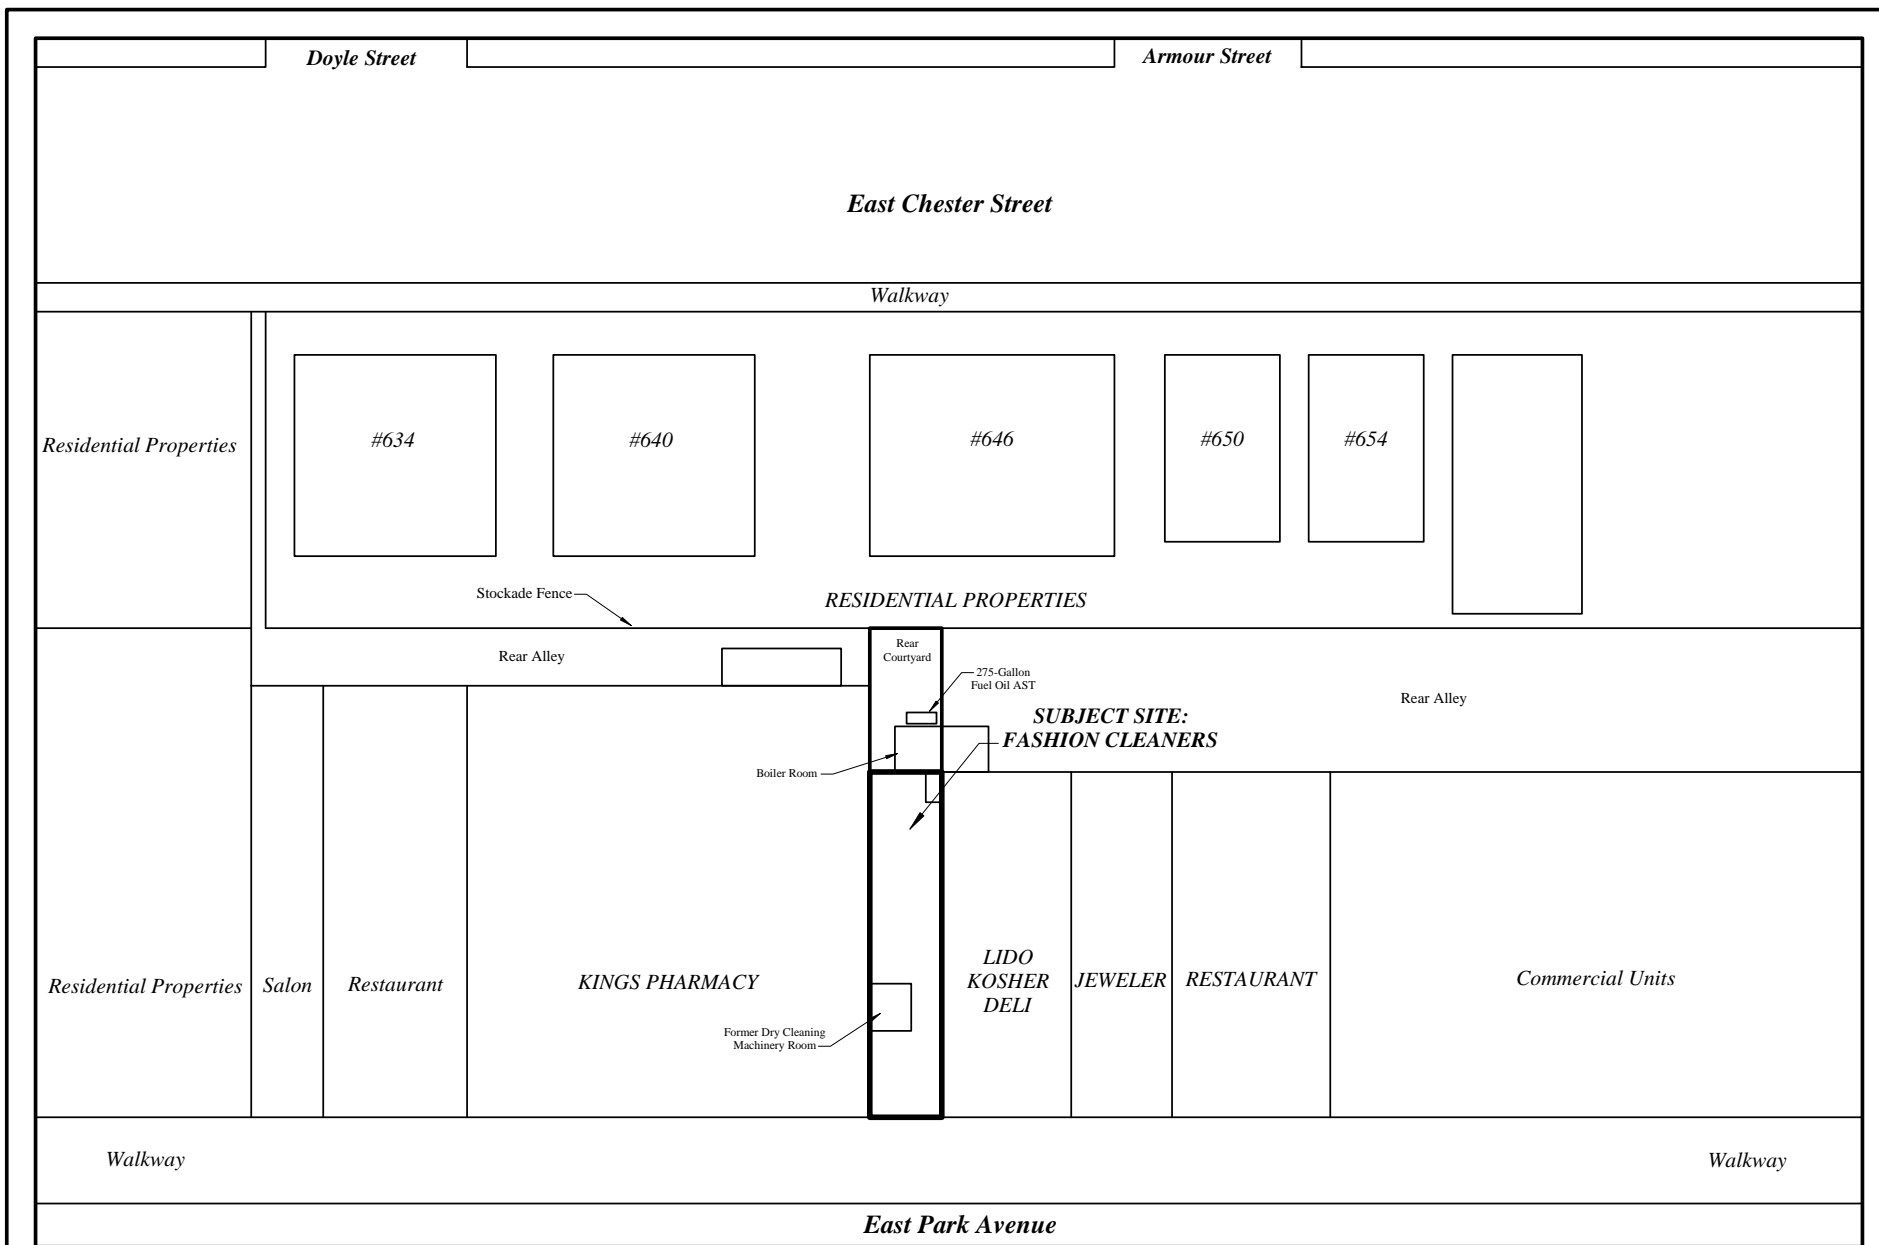 Doyle Street
Armour Street
East Chester Street
Walkway
Residential Properties
#634
#640
#646
#650
#654
Stockade Fence
RESIDENTIAL PROPERTIES
Rear Alley
Rear
Courtyard
275-Gallon
Fuel Oil AST
Rear Alley
SUBJECT SITE:
FASHION CLEANERS
Boiler Room
Residential Properties
Salon
Restaurant
KINGS PHARMACY
LIDO
KOSHER
DELI
JEWELER
RESTAURANT
Commercial Units
Former Dry Cleaning
Machinery Room
Walkway
Walkway
East Park Avenue